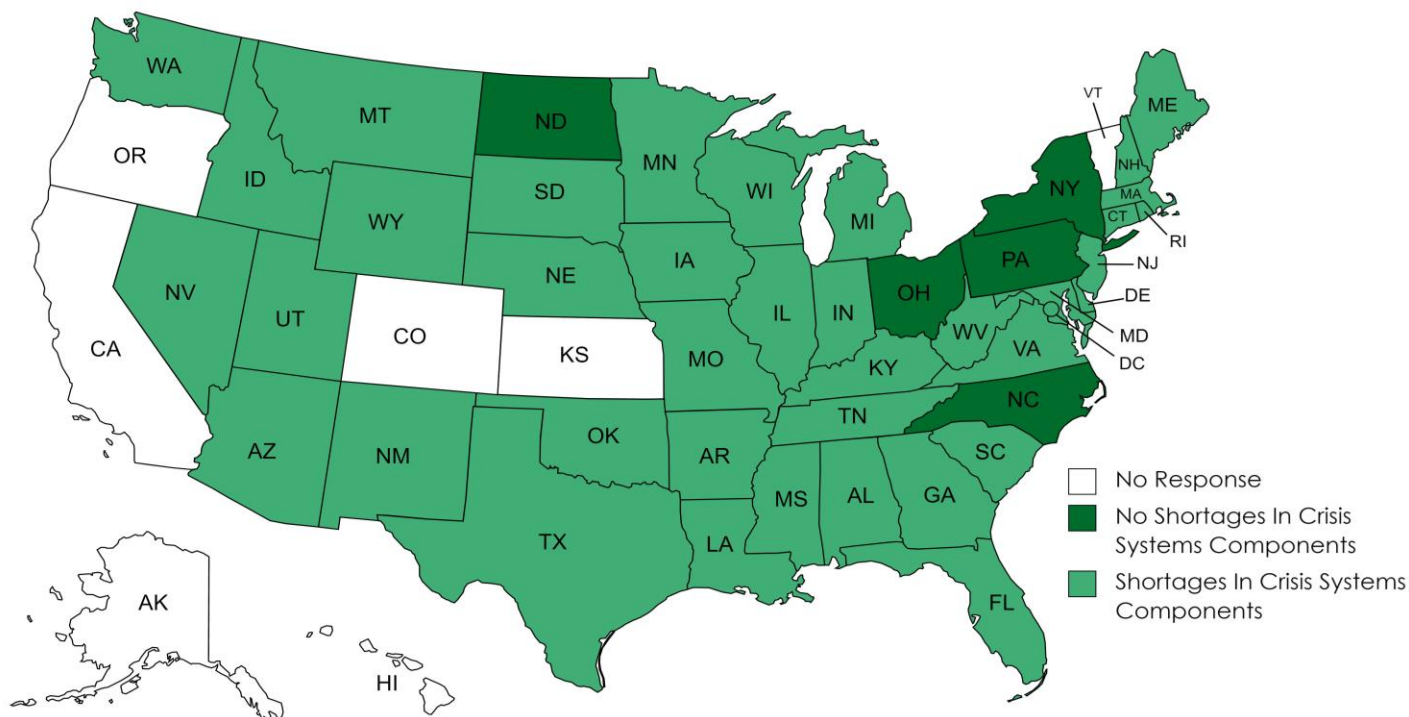 WA
MT
ND
MN
VT
ME
OR
ID
SD
WI
NH
NY
WY
MI
MA
CT
RI
IA
PA
NJ
NE
NV
OH
DE
UT
IL
IN
CA
CO
WV
MD
KS
MO
VA
DC
KY
NC
TN
OK
AZ
NM
AR
SC
No Response
MS
AL
GA
No Shortages In Crisis
Systems Components
TX
LA
Shortages In Crisis Systems
Components
AK
FL
HI